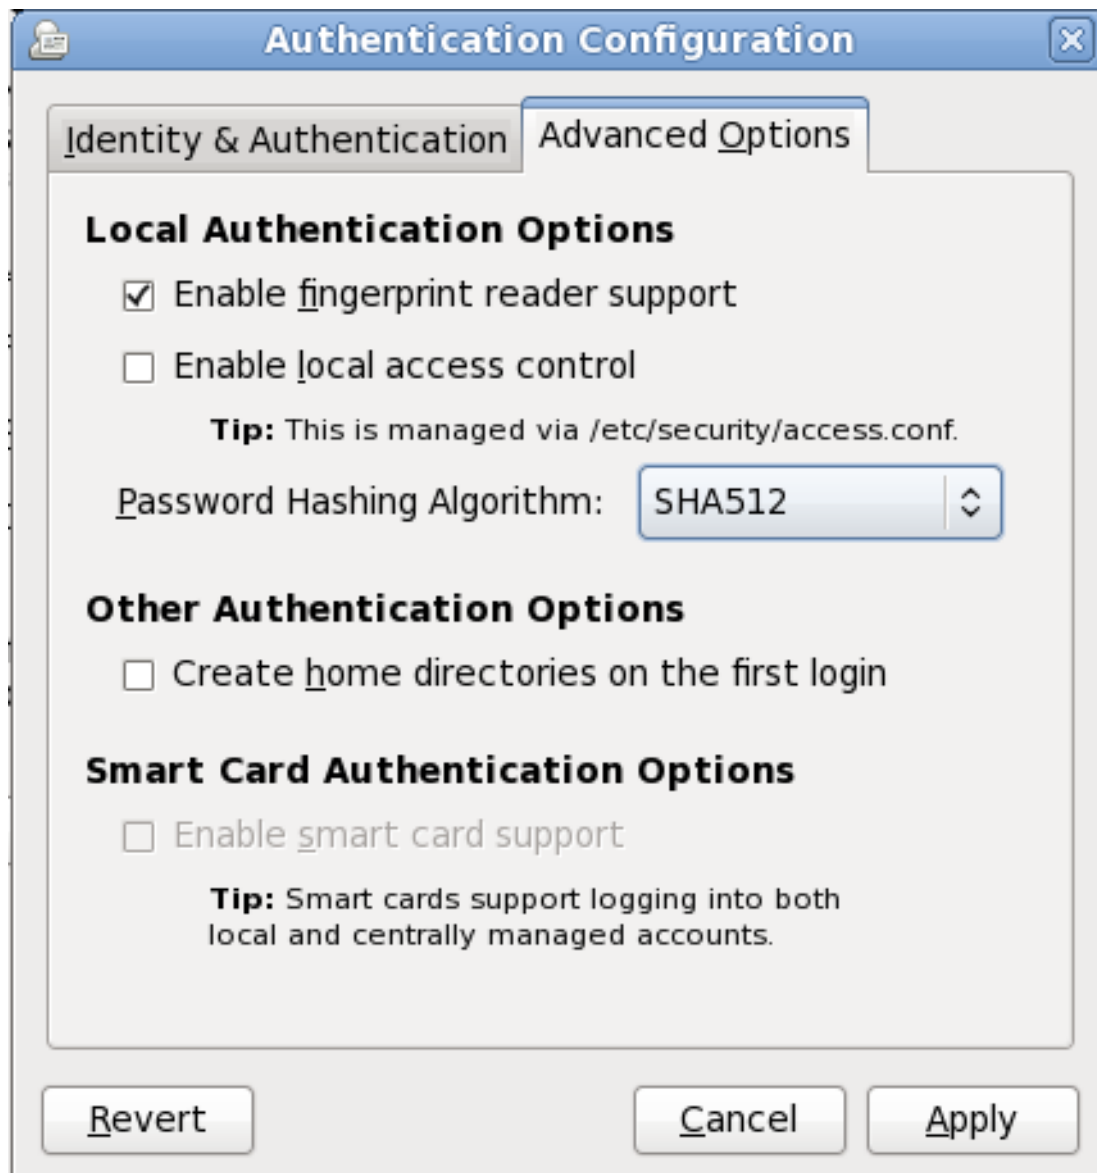 Authentication Configuration
Identity & Authentication
Advanced Options
Local Authentication Options
Enable fingerprint reader support
Enable local access control
Tip: This is managed via /etc/security/access.conf.
Password Hashing Algorithm: SHA512
Other Authentication Options
Create home directories on the first login
Smart Card Authentication Options
Enable smart card support
Tip: Smart cards support logging into both
local and centrally managed accounts.
Revert
Cancel
Apply